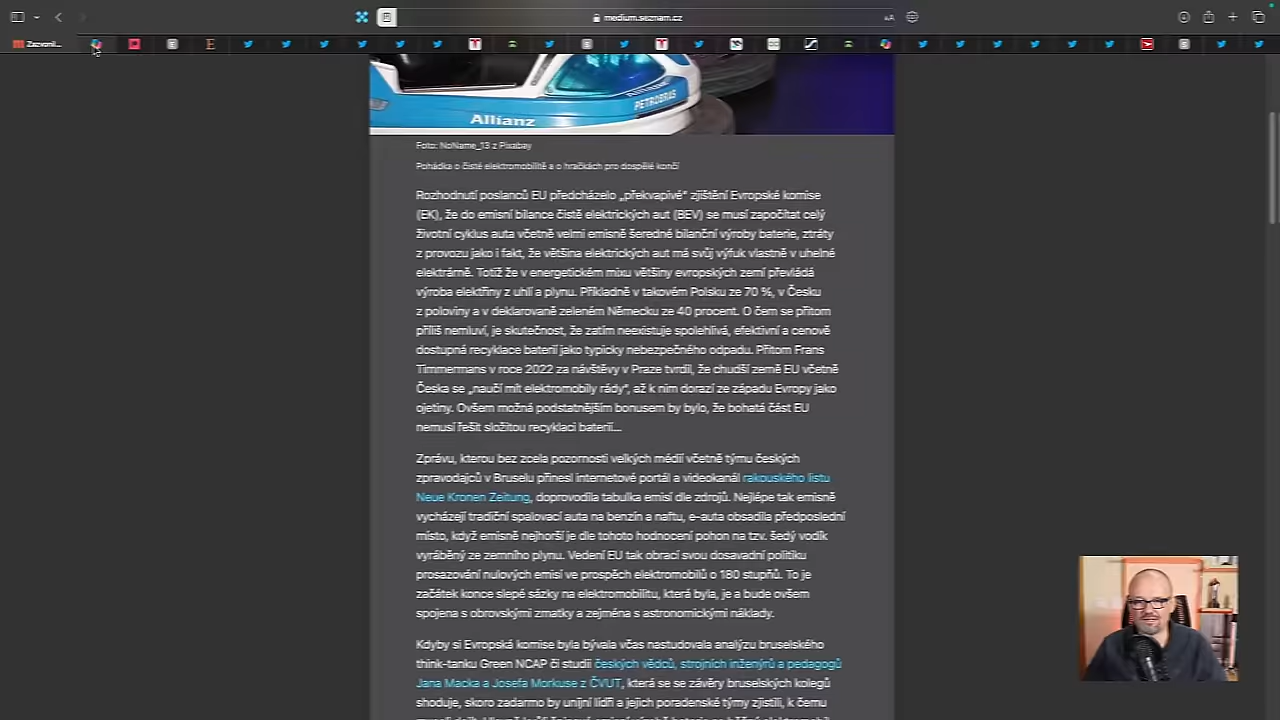 medium.seznam.cz
Zazvonil...
PETROBRAS
Allianz
Foto: NoName_13 z Pixabay
Pohádka o čisté elektromobilitě a o hračkách pro dospělé končí
Rozhodnutí poslanců EU předcházelo „překvapivé“ zjištění Evropské komise
(EK), že do emisní bilance čistě elektrických aut (BEV) se musí započítat celý
životní cyklus auta včetně velmi emisně šeredné bilanční výroby baterie, ztráty
z provozu jako i fakt, že většina elektrických aut má svůj výfuk vlastně v uhelné
elektrárně. Totiž že v energetickém mixu většiny evropských zemí převládá
výroba elektřiny z uhlí a plynu. Příkladně v takovém Polsku ze 70 %, v Česku
z poloviny a v deklarovaně zeleném Německu ze 40 procent. O čem se přitom
příliš nemluví, je skutečnost, že zatím neexistuje spolehlivá, efektivní a cenově
dostupná recyklace baterií jako typicky nebezpečného odpadu. Přitom Frans
Timmermans v roce 2022 za návštěvy v Praze tvrdil, že chudší země EU včetně
Česka se „naučí mít elektromobily rády“, až k nim dorazí ze západu Evropy jako
ojetiny. Ovšem možná podstatnějším bonusem by bylo, že bohatá část EU
nemusí řešit složitou recyklaci baterií...
Zprávu, kterou bez zcela pozornosti velkých médií včetně týmu českých
zpravodajců v Bruselu přinesl internetové portál a videokanál rakouského listu
Neue Kronen Zeitung, doprovodila tabulka emisí dle zdrojů. Nejlépe tak emisně
vycházejí tradiční spalovací auta na benzín a naftu, e-auta obsadila předposlední
místo, když emisně nejhorší je dle tohoto hodnocení pohon na tzv. šedý vodík
vyráběný ze zemního plynu. Vedení EU tak obrací svou dosavadní politiku
prosazování nulových emisí ve prospěch elektromobilů o 180 stupňů. To je
začátek konce slepé sázky na elektromobilitu, která byla, je a bude ovšem
spojena s obrovskými zmatky a zejména s astronomickými náklady.
Kdyby si Evropská komise byla bývala včas nastudovala analýzu bruselského
think-tanku Green NCAP či studii českých vědců, strojních inženýrů a pedagogů
Jana Macka a Josefa Morkuse z ČVUT, která se se závěry bruselských kolegů
shoduje, skoro zadarmo by unijní lídři a jejich poradenské týmy zjistili, k čemu